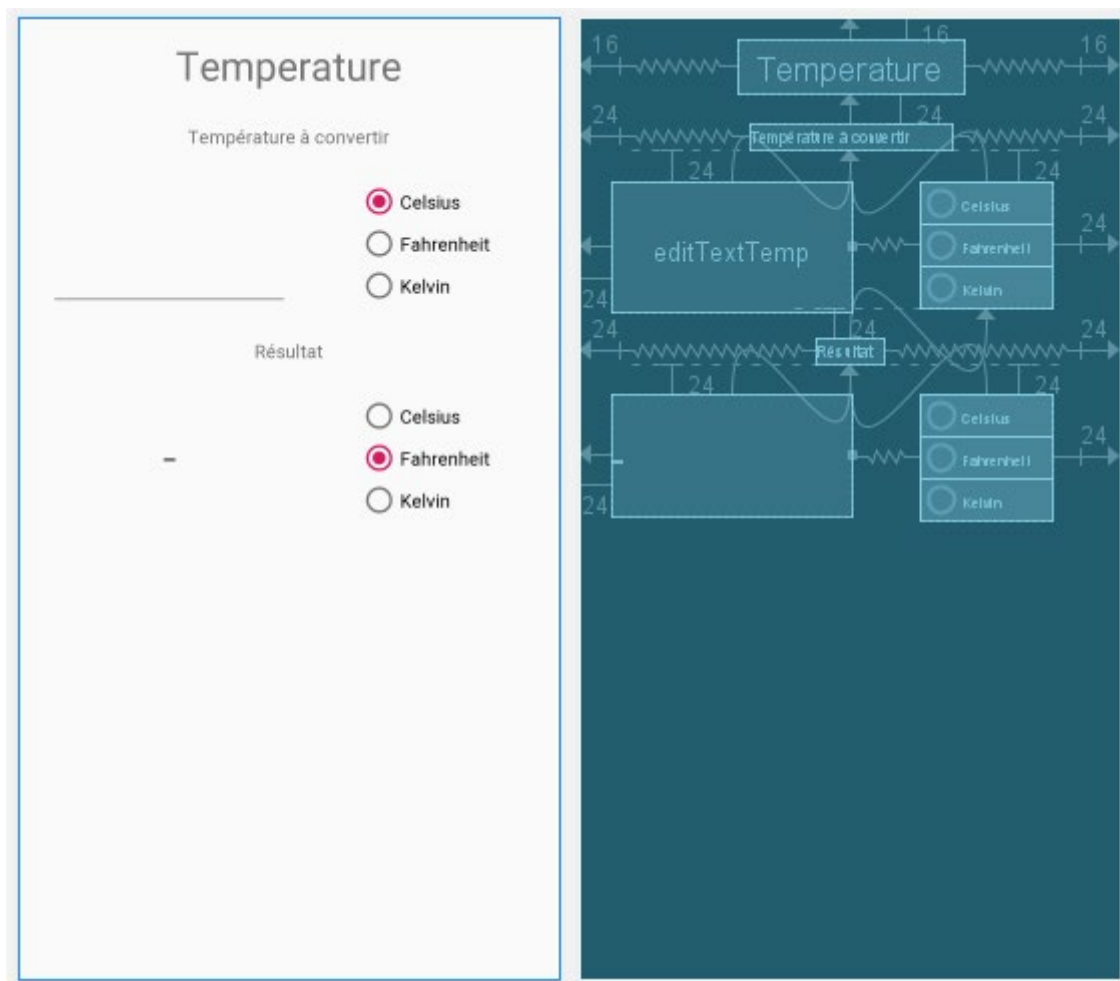 Temperature
Température à convertir
Celsius
Fahrenheit
Kelvin
Résultat
Celsius
–
Fahrenheit
Kelvin
16
16
16
Temperature
24
24
24
Température à convertir
24
24
Celsius
24
editTextTemp
Fahrenheit
Kelvin
24
24
24
24
Résultat
24
24
Celsius
24
–
Fahrenheit
24
Kelvin